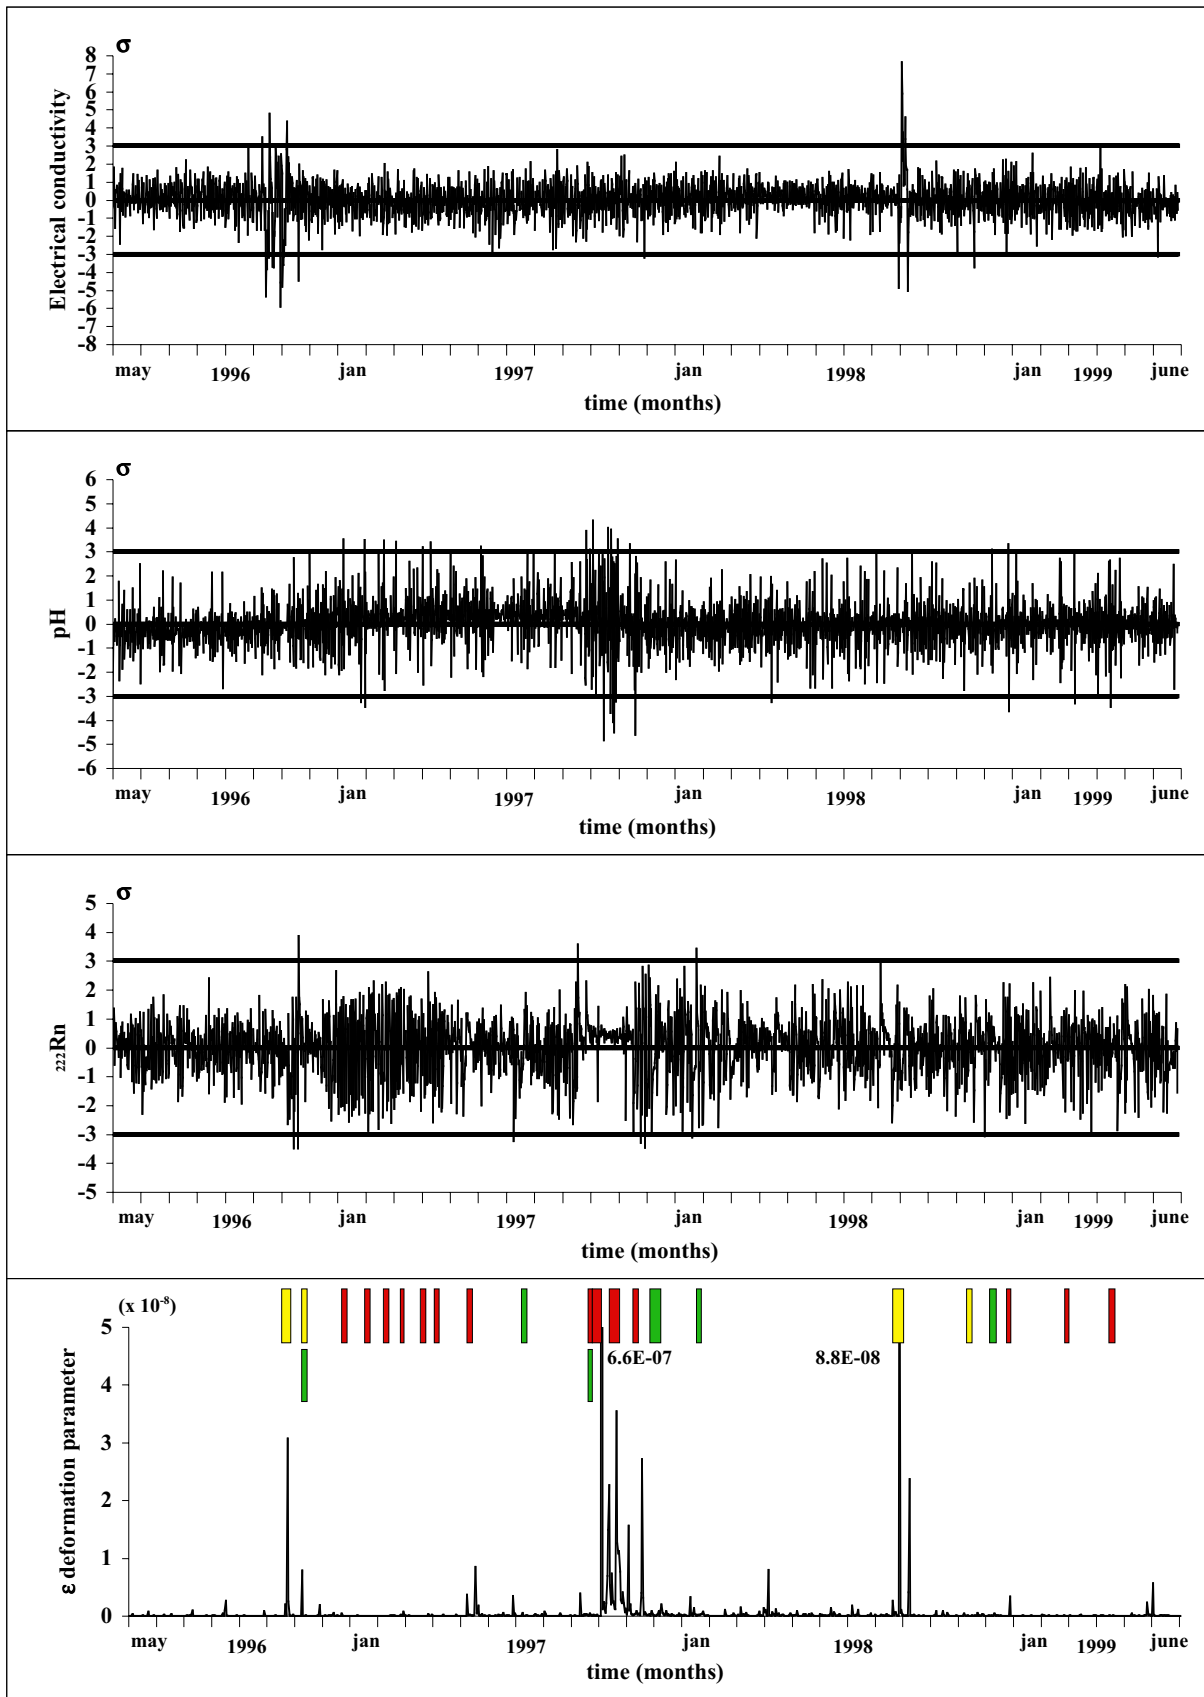 σ
Electrical conductivity
8
7
6
5
4
3
2
1
0
-1
-2
-3
-4
-5
-6
-7
-8
may 1996 jan 1997 jan 1998 jan 1999 june
time (months)
σ
pH
6
5
4
3
2
1
0
-1
-2
-3
-4
-5
-6
may 1996 jan 1997 jan 1998 jan 1999 june
time (months)
σ
²²²Rn
5
4
3
2
1
0
-1
-2
-3
-4
-5
may 1996 jan 1997 jan 1998 jan 1999 june
time (months)
(x 10⁻⁸)
ε deformation parameter
5
4
3
2
1
0
6.6E-07
8.8E-08
may 1996 jan 1997 jan 1998 jan 1999 june
time (months)